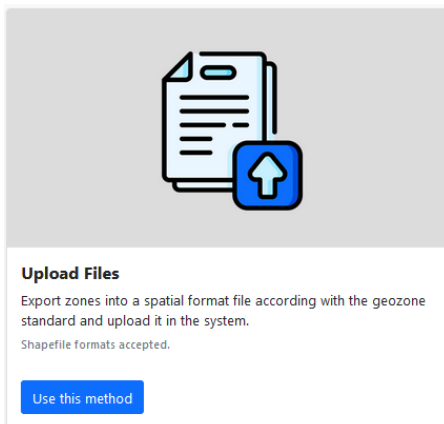 Upload Files
Export zones into a spatial format file according with the geozone
standard and upload it in the system.
Shapefile formats accepted.
Use this method